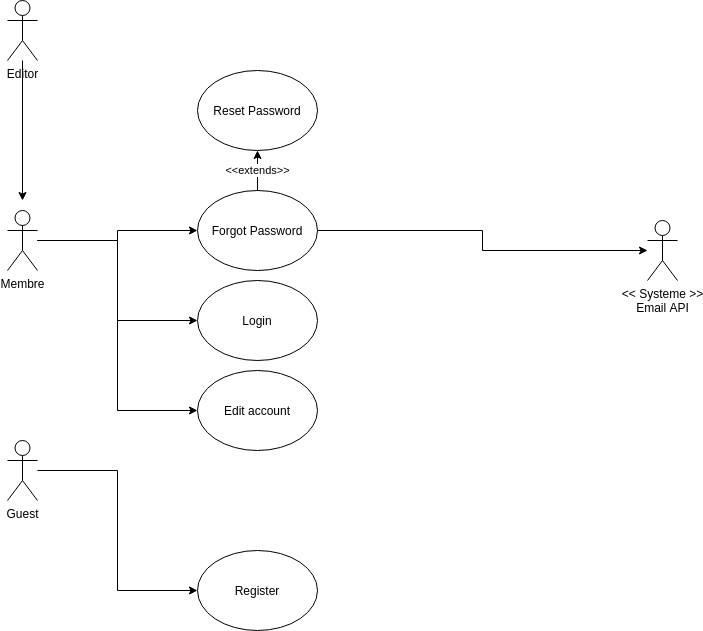 Editor
Reset Password
<<extends>>
Forgot Password
Membre
<< Systeme >>
Email API
Login
Edit account
Guest
Register